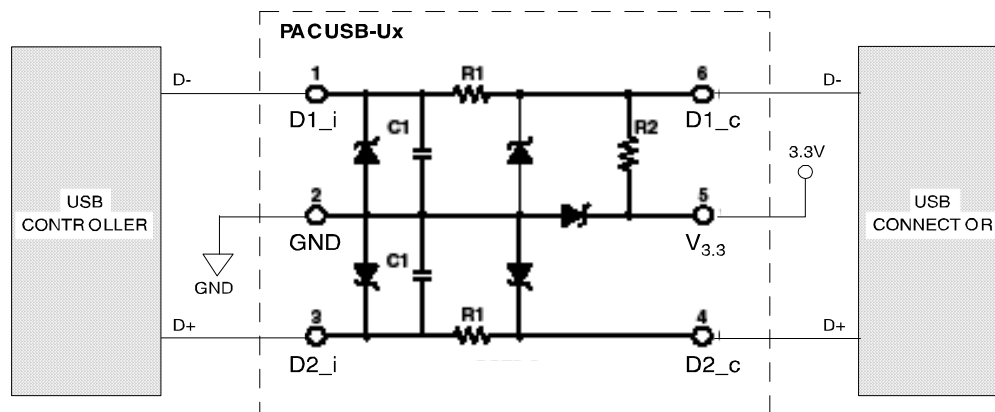 PACUSB-Ux
1
R1
6
D-
D-
D1_i
C1
R2
D1_c
3.3V
USB
CONTROLLER
2
5
USB
CONNECTOR
GND
V3.3
GND
C1
3
R1
4
D+
D+
D2_i
D2_c